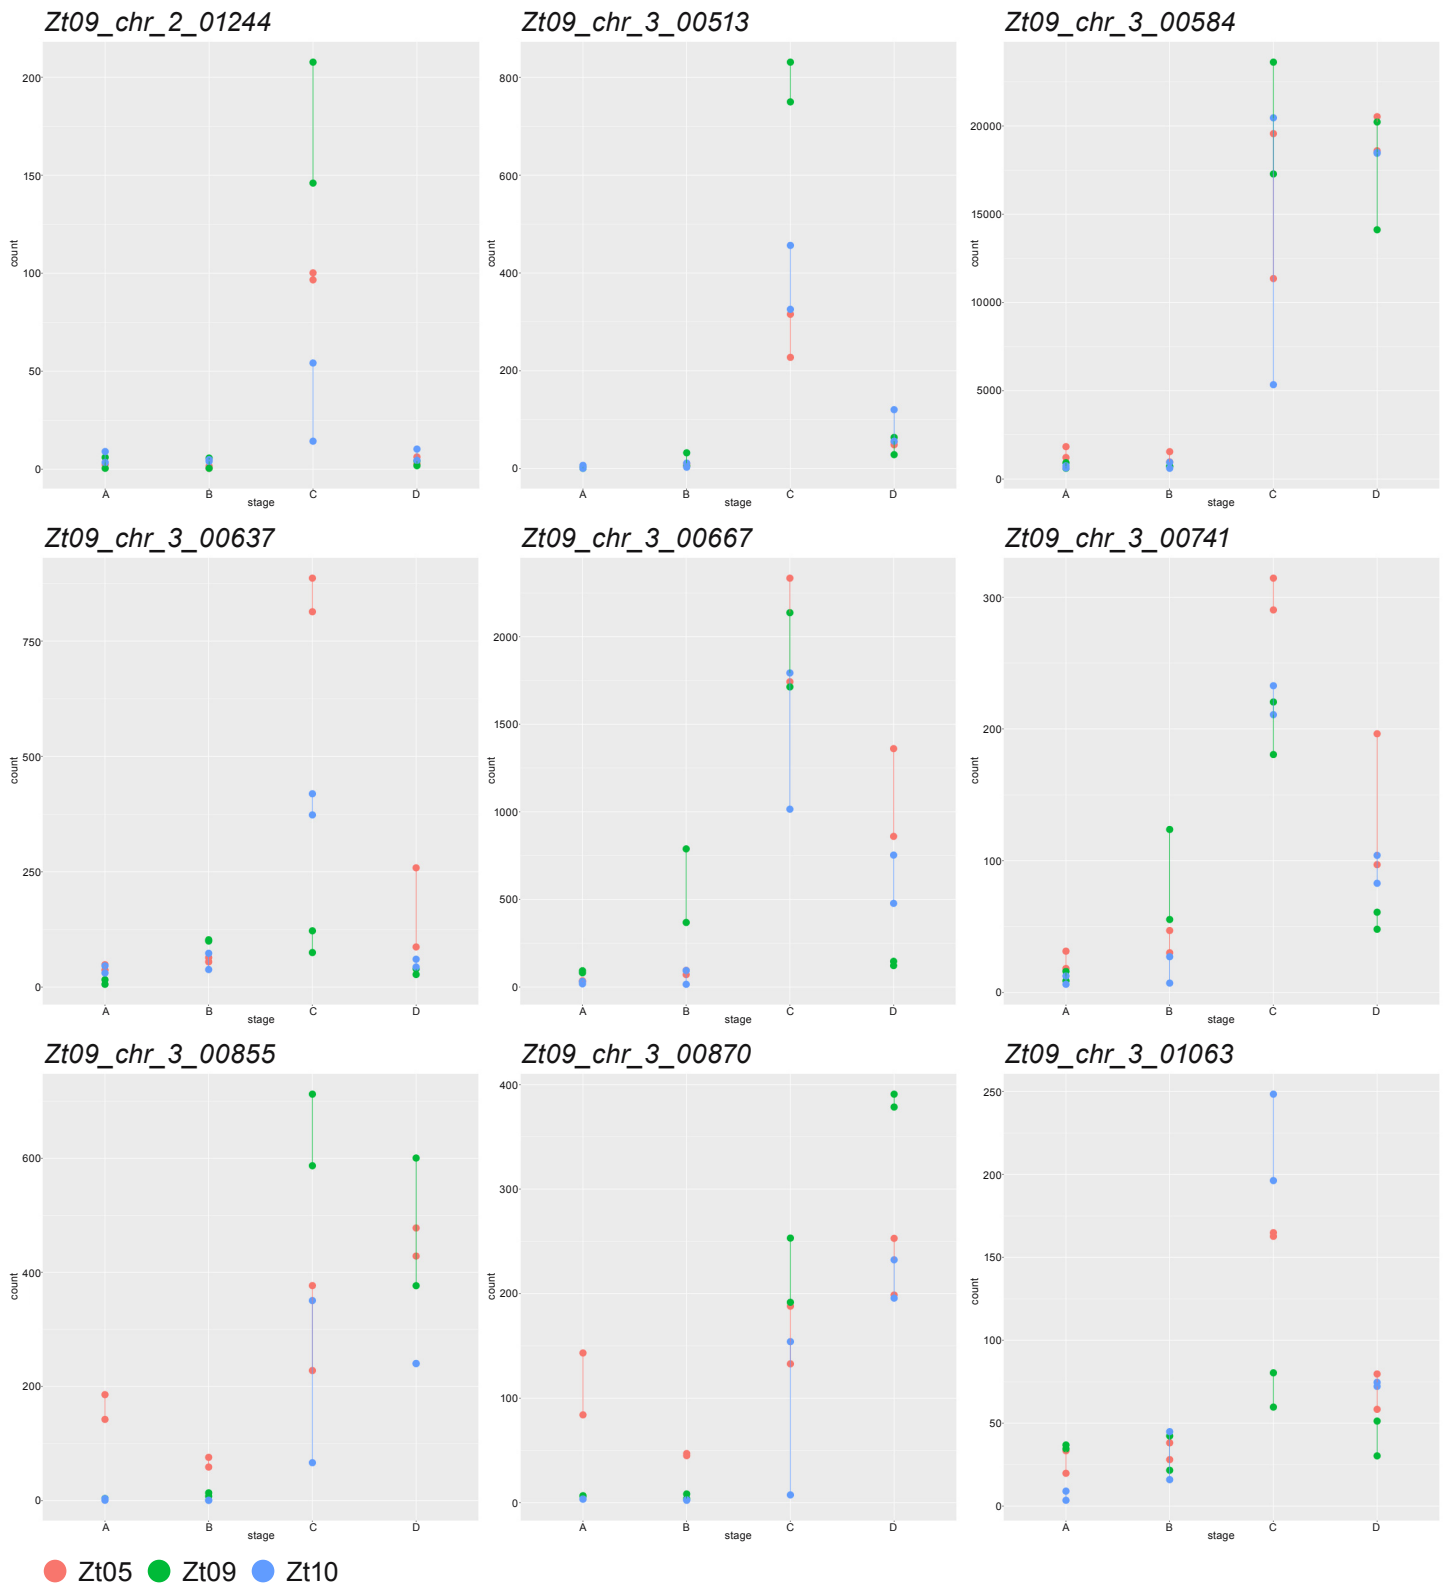 Zt09_chr_2_01244
count
200
150
100
50
0
A B C D
stage
Zt09_chr_3_00513
count
800
600
400
200
0
A B C D
stage
Zt09_chr_3_00584
count
20000
15000
10000
5000
0
A B C D
stage
Zt09_chr_3_00637
count
750
500
250
0
A B C D
stage
Zt09_chr_3_00667
count
2000
1500
1000
500
0
A B C D
stage
Zt09_chr_3_00741
count
300
200
100
0
A B C D
stage
Zt09_chr_3_00855
count
600
400
200
0
A B C D
stage
Zt09_chr_3_00870
count
400
300
200
100
0
A B C D
stage
Zt09_chr_3_01063
count
250
200
150
100
50
0
A B C D
stage
Zt05 Zt09 Zt10